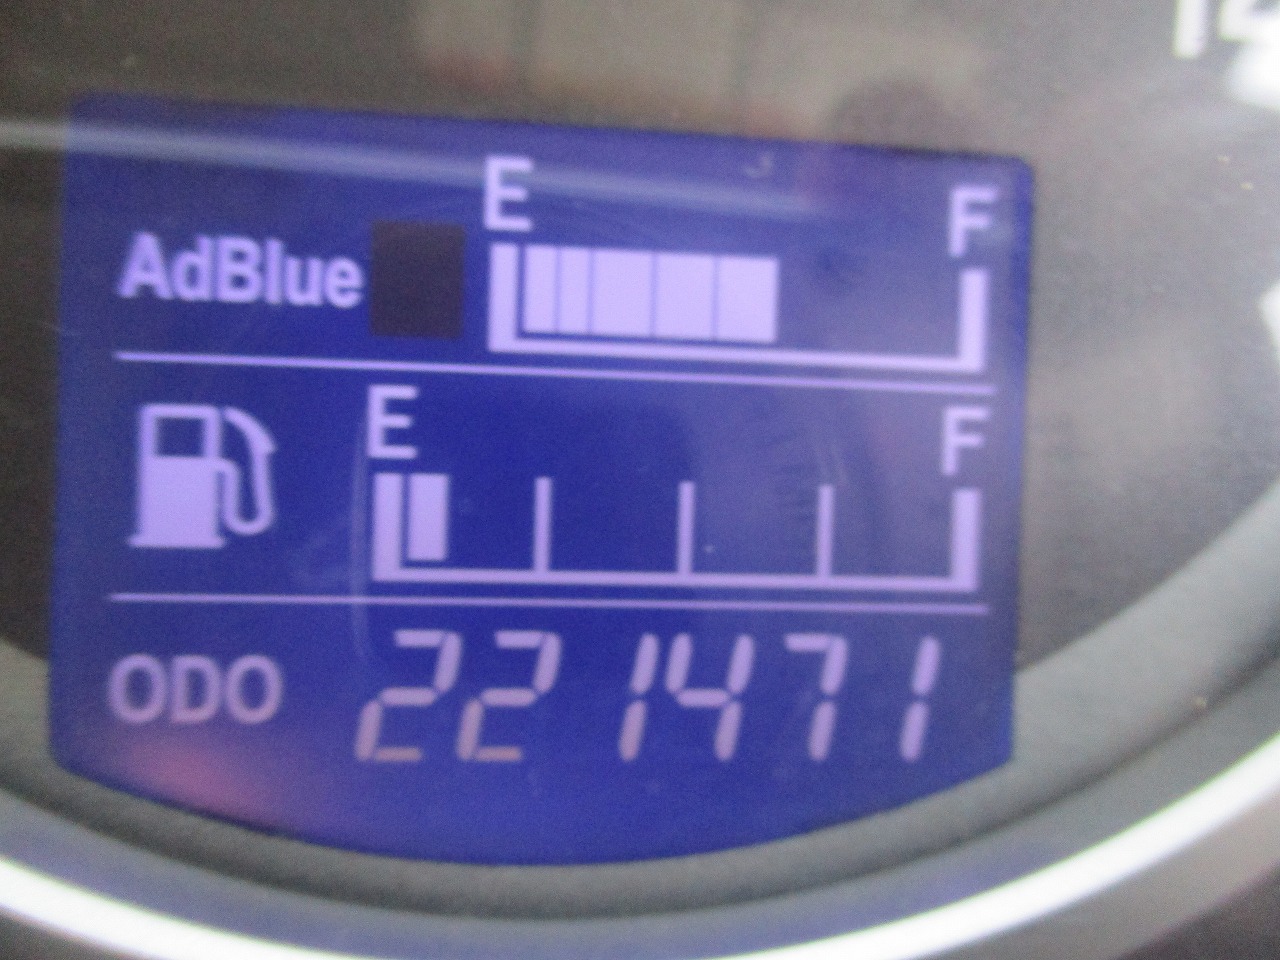 E F
AdBlue
E F
ODO 221471